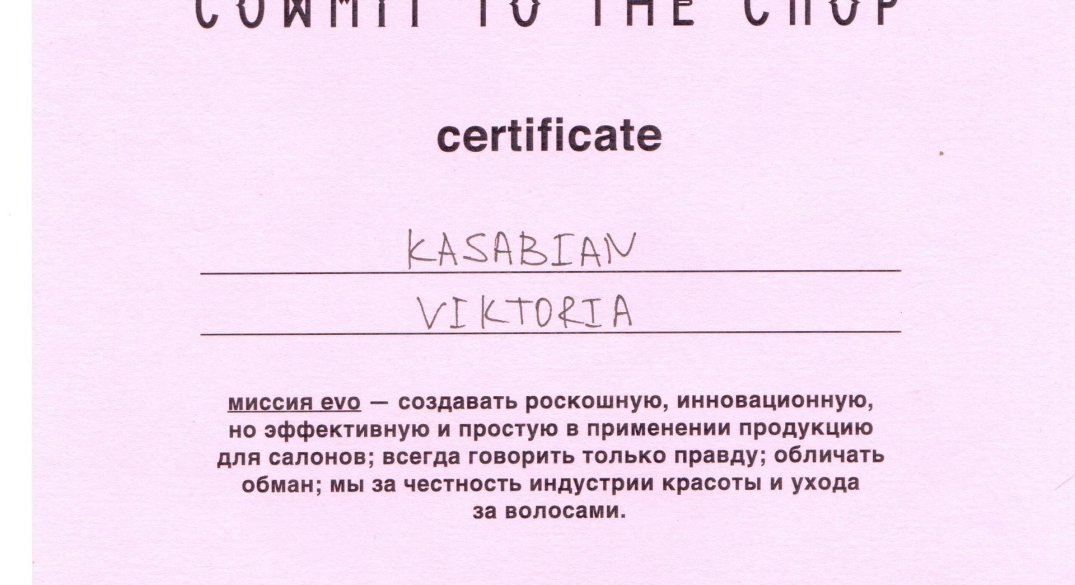 COMMIT TO THE CHOP
certificate
KASABIAN
VIKTORIA
миссия evo — создавать роскошную, инновационную,
но эффективную и простую в применении продукцию
для салонов; всегда говорить только правду; обличать
обман; мы за честность индустрии красоты и ухода
за волосами.